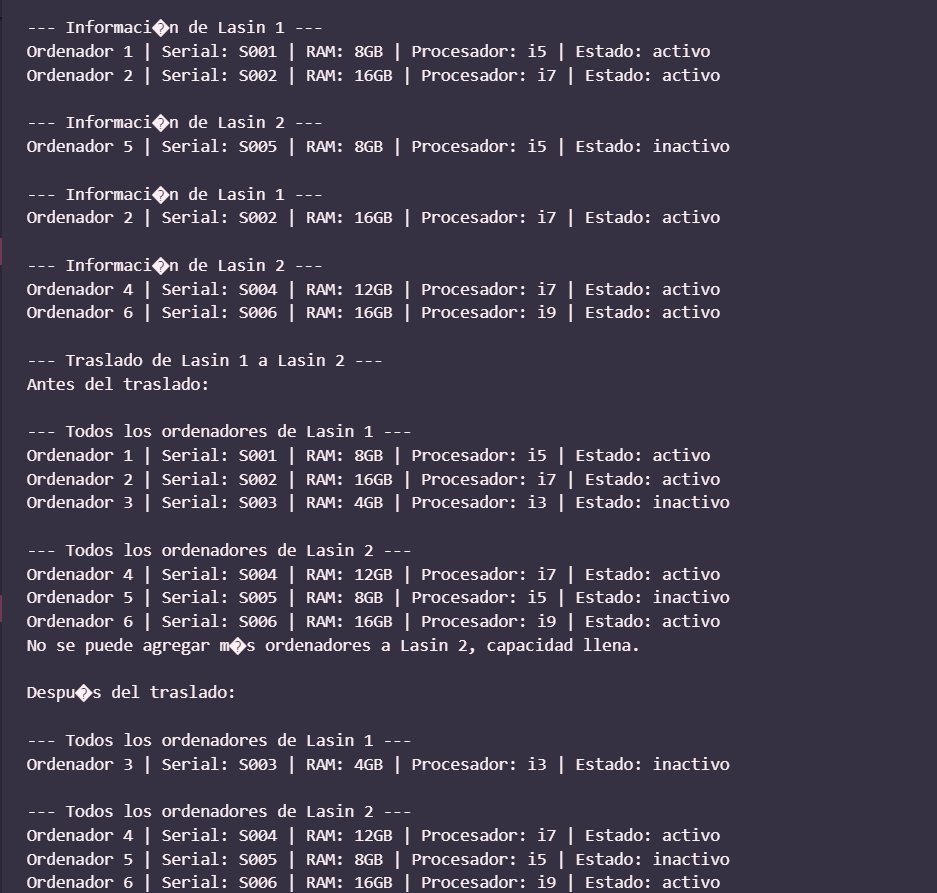 --- Informaci�n de Lasin 1 ---
Ordenador 1 | Serial: S001 | RAM: 8GB | Procesador: i5 | Estado: activo
Ordenador 2 | Serial: S002 | RAM: 16GB | Procesador: i7 | Estado: activo
--- Informaci�n de Lasin 2 ---
Ordenador 5 | Serial: S005 | RAM: 8GB | Procesador: i5 | Estado: inactivo
--- Informaci�n de Lasin 1 ---
Ordenador 2 | Serial: S002 | RAM: 16GB | Procesador: i7 | Estado: activo
--- Informaci�n de Lasin 2 ---
Ordenador 4 | Serial: S004 | RAM: 12GB | Procesador: i7 | Estado: activo
Ordenador 6 | Serial: S006 | RAM: 16GB | Procesador: i9 | Estado: activo
--- Traslado de Lasin 1 a Lasin 2 ---
Antes del traslado:
--- Todos los ordenadores de Lasin 1 ---
Ordenador 1 | Serial: S001 | RAM: 8GB | Procesador: i5 | Estado: activo
Ordenador 2 | Serial: S002 | RAM: 16GB | Procesador: i7 | Estado: activo
Ordenador 3 | Serial: S003 | RAM: 4GB | Procesador: i3 | Estado: inactivo
--- Todos los ordenadores de Lasin 2 ---
Ordenador 4 | Serial: S004 | RAM: 12GB | Procesador: i7 | Estado: activo
Ordenador 5 | Serial: S005 | RAM: 8GB | Procesador: i5 | Estado: inactivo
Ordenador 6 | Serial: S006 | RAM: 16GB | Procesador: i9 | Estado: activo
No se puede agregar m�s ordenadores a Lasin 2, capacidad llena.
Despu�s del traslado:
--- Todos los ordenadores de Lasin 1 ---
Ordenador 3 | Serial: S003 | RAM: 4GB | Procesador: i3 | Estado: inactivo
--- Todos los ordenadores de Lasin 2 ---
Ordenador 4 | Serial: S004 | RAM: 12GB | Procesador: i7 | Estado: activo
Ordenador 5 | Serial: S005 | RAM: 8GB | Procesador: i5 | Estado: inactivo
Ordenador 6 | Serial: S006 | RAM: 16GB | Procesador: i9 | Estado: activo